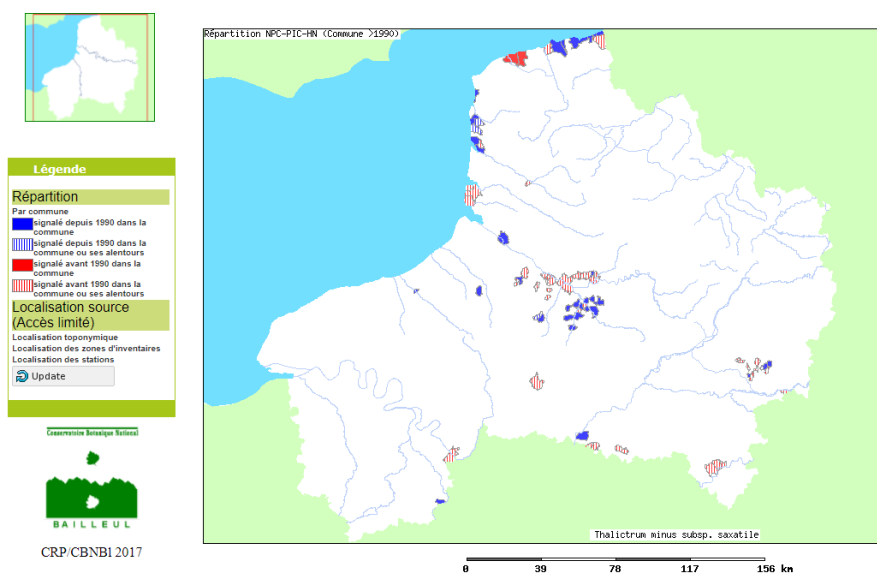 Répartition NPC-PIC-HN (Commune >1990)
Légende
Répartition
Par commune
signalé depuis 1990 dans la
commune
signalé depuis 1990 dans la
commune ou ses alentours
signalé avant 1990 dans la
commune
signalé avant 1990 dans la
commune ou ses alentours
Localisation source
(Accès limité)
Localisation toponymique
Localisation des zones d'inventaires
Localisation des stations
Update
Conservatoire Botanique National
BAILLEUL
CRP/CBNBl 2017
Thalictrum minus subsp. saxatile
0 39 78 117 156 km